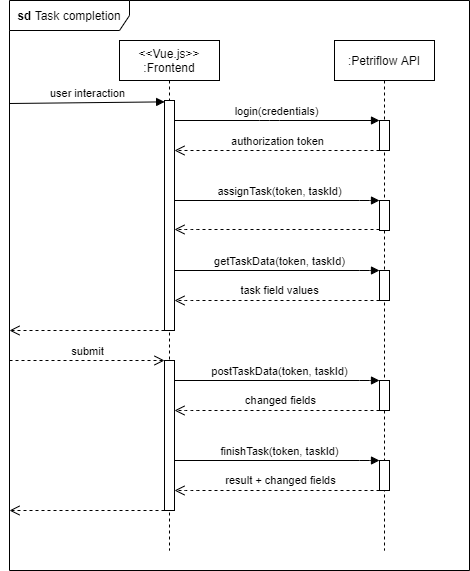 sd Task completion
<<Vue.js>>
:Frontend
:Petriflow API
user interaction
login(credentials)
authorization token
assignTask(token, taskId)
getTaskData(token, taskId)
task field values
submit
postTaskData(token, taskId)
changed fields
finishTask(token, taskId)
result + changed fields